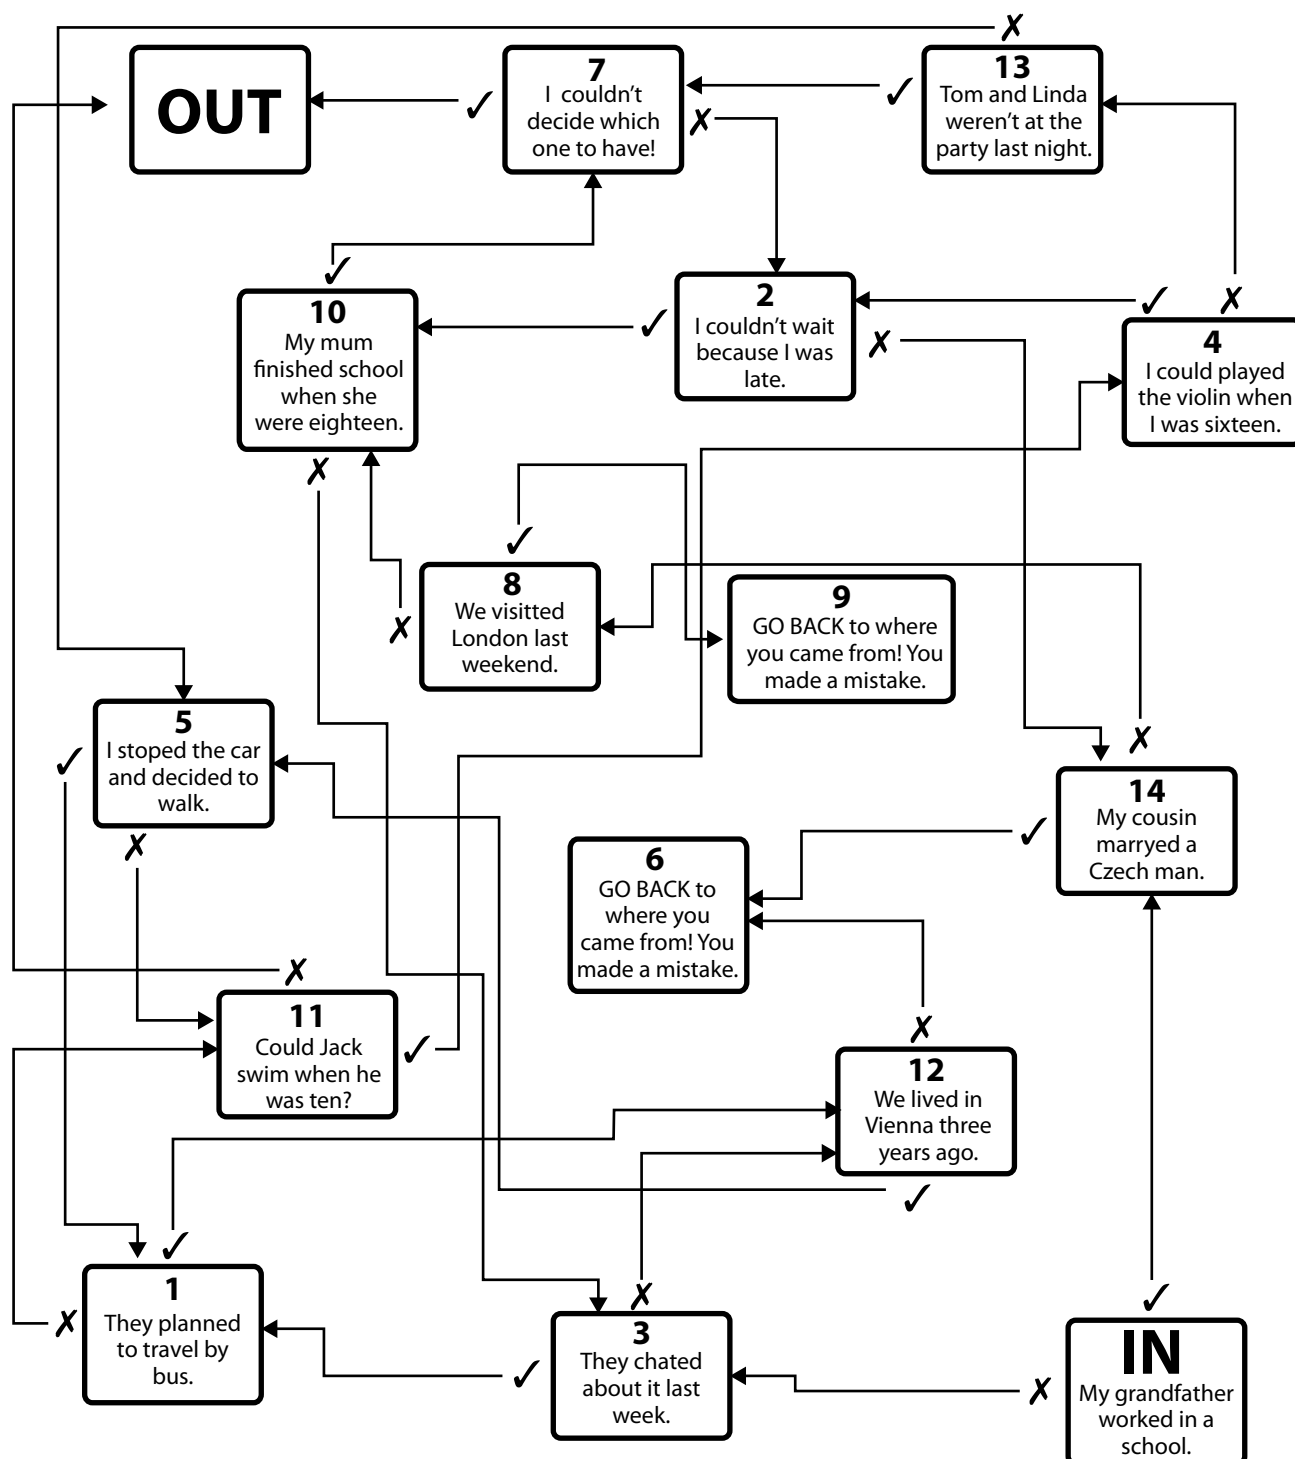 OUT
7
I couldn't
decide which
one to have!
13
Tom and Linda
weren't at the
party last night.
10
My mum
finished school
when she
were eighteen.
2
I couldn't wait
because I was
late.
4
I could played
the violin when
I was sixteen.
8
We visitted
London last
weekend.
9
GO BACK to where
you came from! You
made a mistake.
5
I stoped the car
and decided to
walk.
14
My cousin
marryed a
Czech man.
6
GO BACK to
where you
came from! You
made a mistake.
11
Could Jack
swim when he
was ten?
12
We lived in
Vienna three
years ago.
1
They planned
to travel by
bus.
3
They chated
about it last
week.
IN
My grandfather
worked in a
school.